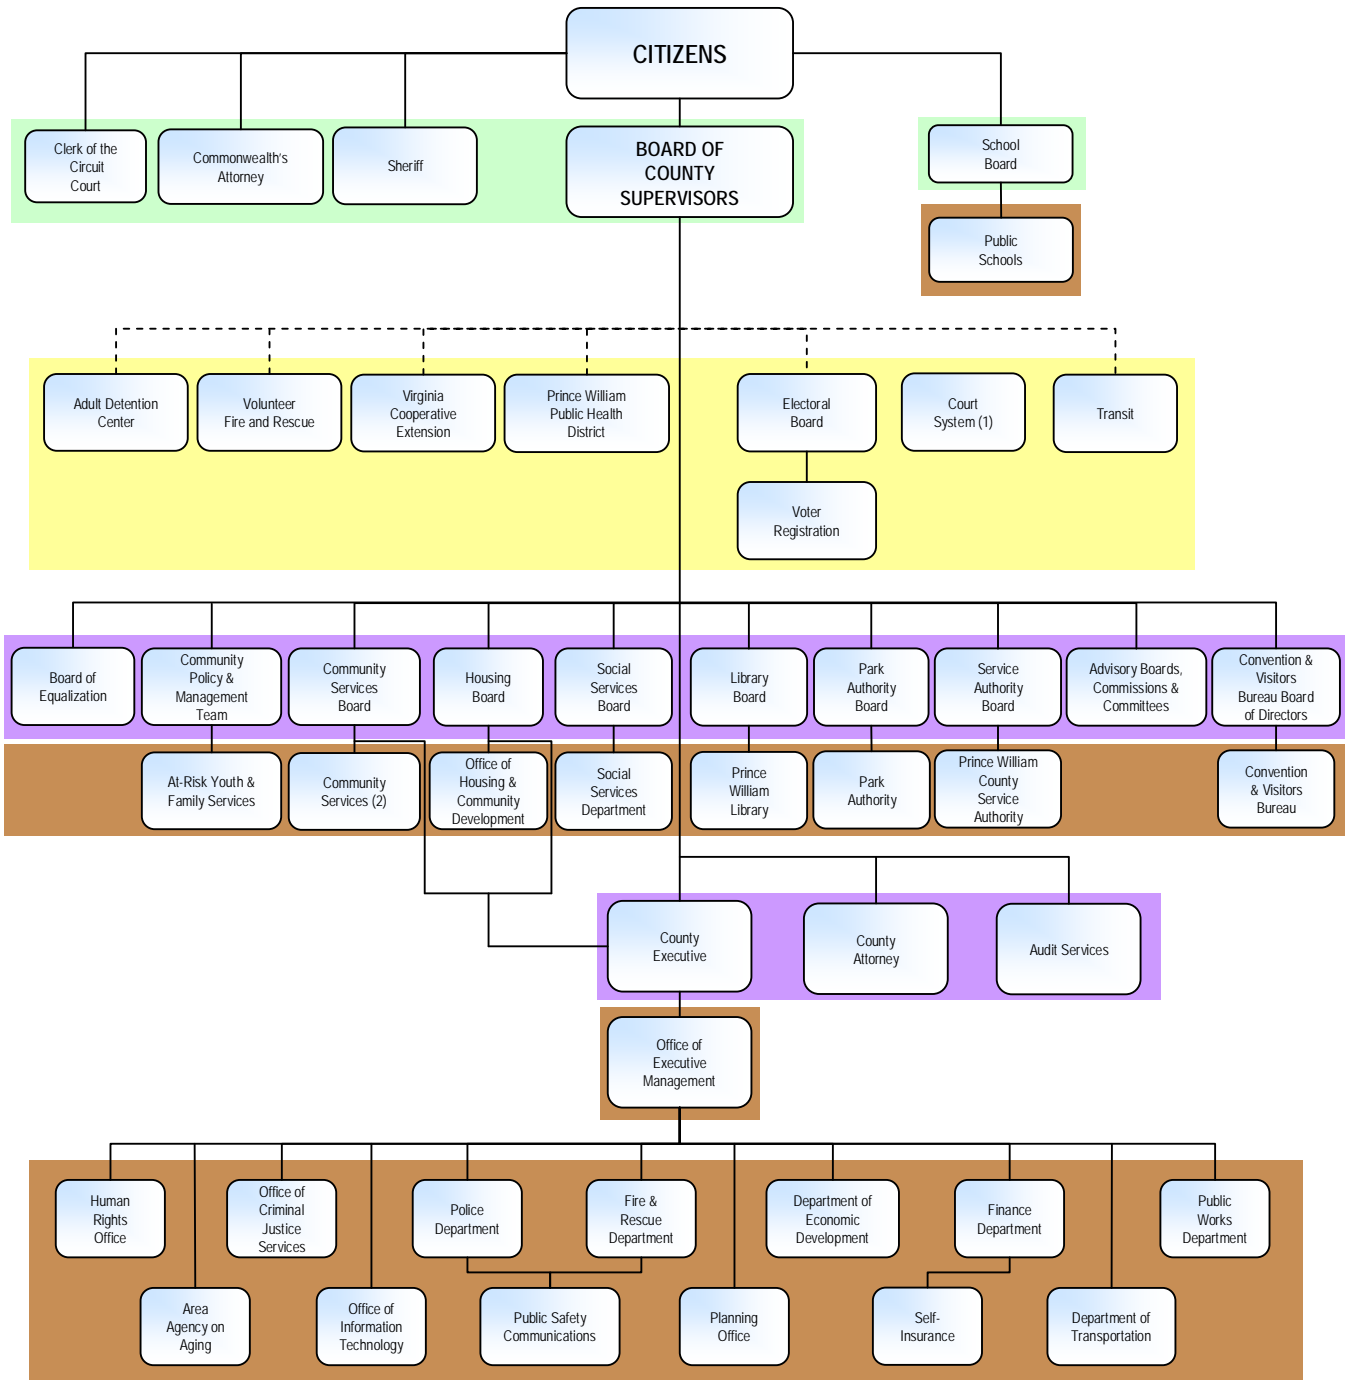 CITIZENS
Clerk of the
Circuit
Court
Commonwealth's
Attorney
Sheriff
BOARD OF
COUNTY
SUPERVISORS
School
Board
Public
Schools
Adult Detention
Center
Volunteer
Fire and Rescue
Virginia
Cooperative
Extension
Prince William
Public Health
District
Electoral
Board
Court
System (1)
Transit
Voter
Registration
Board of
Equalization
Community
Policy &
Management
Team
Community
Services
Board
Housing
Board
Social
Services
Board
Library
Board
Park
Authority
Board
Service
Authority
Board
Advisory Boards,
Commissions &
Committees
Convention &
Visitors
Bureau Board
of Directors
At-Risk Youth &
Family Services
Community
Services (2)
Office of
Housing &
Community
Development
Social
Services
Department
Prince
William
Library
Park
Authority
Prince William
County
Service
Authority
Convention
& Visitors
Bureau
County
Executive
County
Attorney
Audit Services
Office of
Executive
Management
Human
Rights
Office
Office of
Criminal
Justice
Services
Police
Department
Fire &
Rescue
Department
Department of
Economic
Development
Finance
Department
Public
Works
Department
Area
Agency on
Aging
Office of
Information
Technology
Public Safety
Communications
Planning
Office
Self-
Insurance
Department of
Transportation